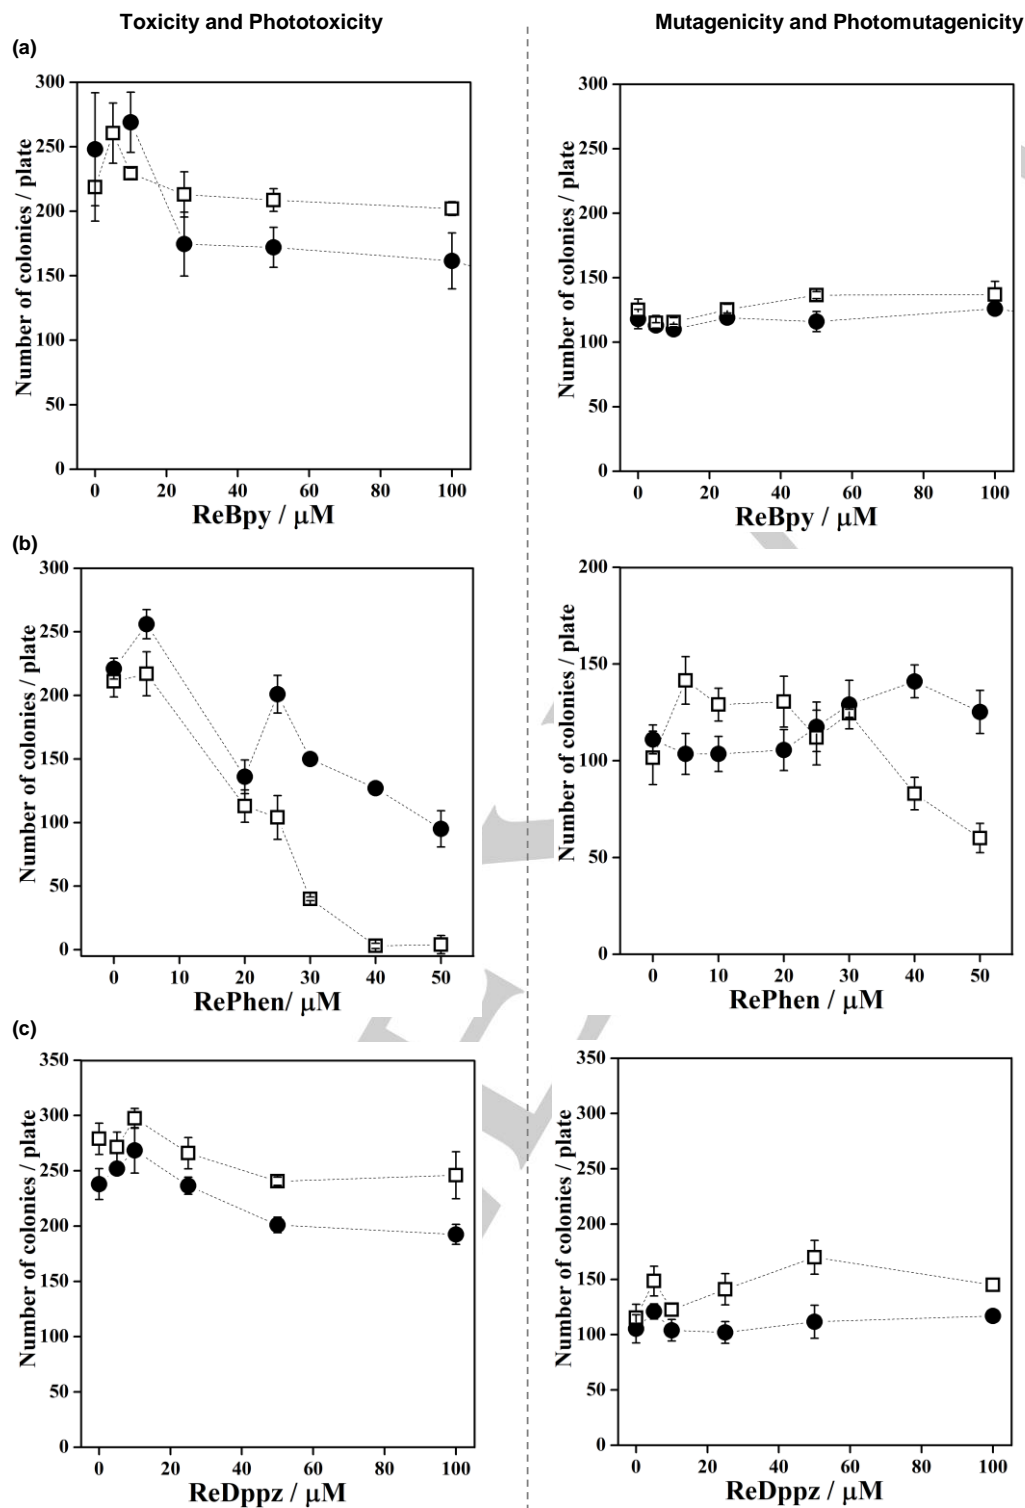 Toxicity and Phototoxicity
Mutagenicity and Photomutagenicity
(a)
Number of colonies / plate
300
250
200
150
100
50
0
0 20 40 60 80 100
ReBpy / μM
Number of colonies / plate
300
250
200
150
100
50
0
0 20 40 60 80 100
ReBpy / μM
(b)
Number of colonies / plate
300
250
200
150
100
50
0
0 10 20 30 40 50
RePhen/ μM
Number of colonies / plate
200
150
100
50
0
0 10 20 30 40 50
RePhen / μM
(c)
Number of colonies / plate
350
300
250
200
150
100
50
0
0 20 40 60 80 100
ReDppz / μM
Number of colonies / plate
350
300
250
200
150
100
50
0
0 20 40 60 80 100
ReDppz / μM